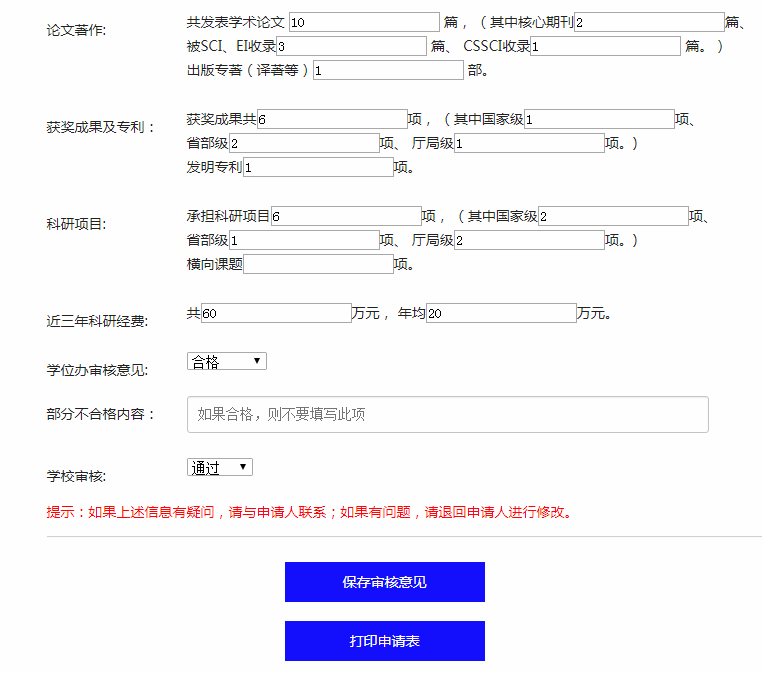 论文著作:
共发表学术论文 10 篇，（其中核心期刊2篇、
被SCI、EI收录3 篇、 CSSCI收录1 篇。）
出版专著（译著等）1 部。
获奖成果及专利：
获奖成果共6项，（其中国家级1项、
省部级2项、 厅局级1项。)
发明专利1项。
科研项目:
承担科研项目6项，（其中国家级2项、
省部级1项、 厅局级2项。)
横向课题项。
近三年科研经费:
共60万元， 年均20万元。
学位办审核意见:
合格
部分不合格内容：
如果合格，则不要填写此项
学校审核:
通过
提示：如果上述信息有疑问，请与申请人联系；如果有问题，请退回申请人进行修改。
保存审核意见
打印申请表